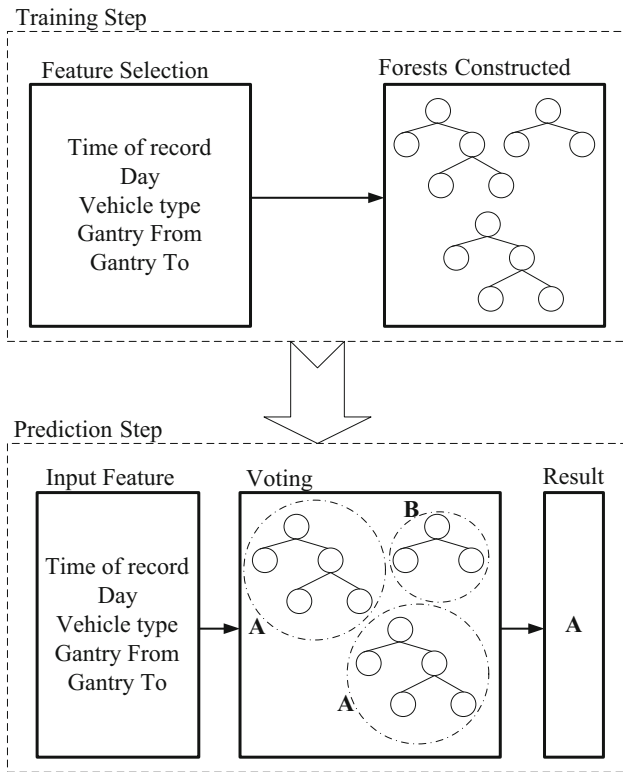 Training Step
Feature Selection
Forests Constructed
Time of record
Day
Vehicle type
Gantry From
Gantry To
Prediction Step
Input Feature
Voting
Result
Time of record
Day
Vehicle type
Gantry From
Gantry To
B
A
A
A